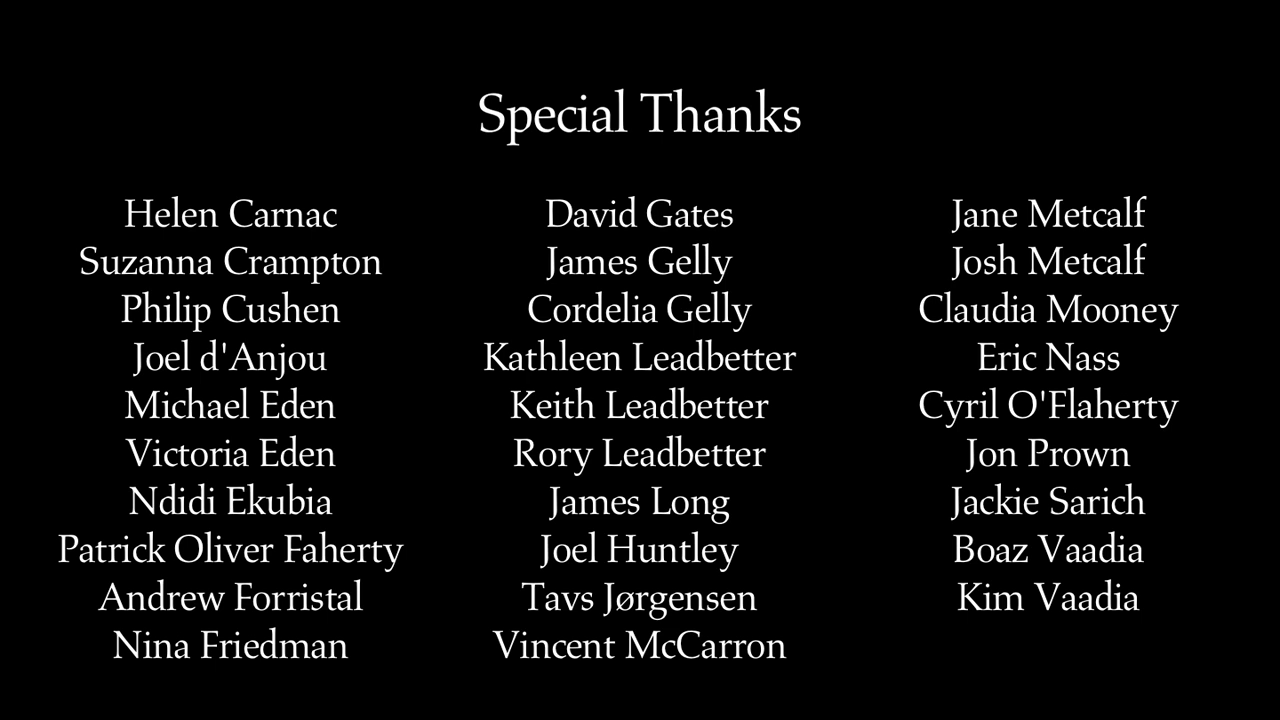 Special Thanks
Helen Carnac
Suzanna Crampton
Philip Cushen
Joel d'Anjou
Michael Eden
Victoria Eden
Ndidi Ekubia
Patrick Oliver Faherty
Andrew Forristal
Nina Friedman
David Gates
James Gelly
Cordelia Gelly
Kathleen Leadbetter
Keith Leadbetter
Rory Leadbetter
James Long
Joel Huntley
Tavs Jørgensen
Vincent McCarron
Jane Metcalf
Josh Metcalf
Claudia Mooney
Eric Nass
Cyril O'Flaherty
Jon Prown
Jackie Sarich
Boaz Vaadia
Kim Vaadia